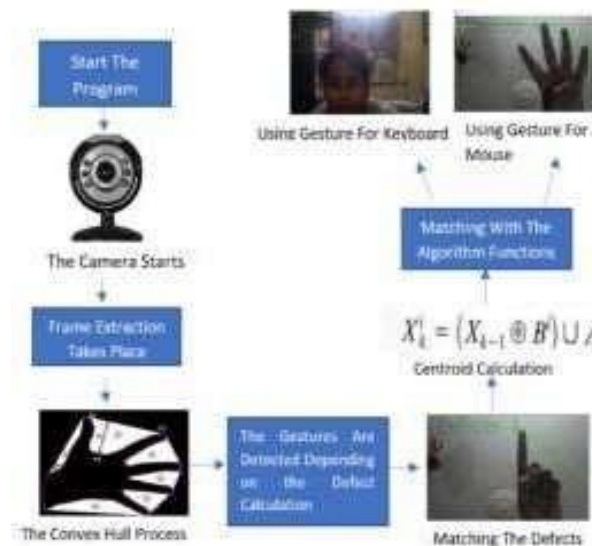 Start The
Program
The Camera Starts
Frame Extraction
Takes Place
The Convex Hull Process
The Gestures Are
Detected Depending
on the Defect
Calculation
Matching The Defects
Centroid Calculation
Matching With The
Algorithm Functions
Using Gesture For Keyboard
Using Gesture For
Mouse